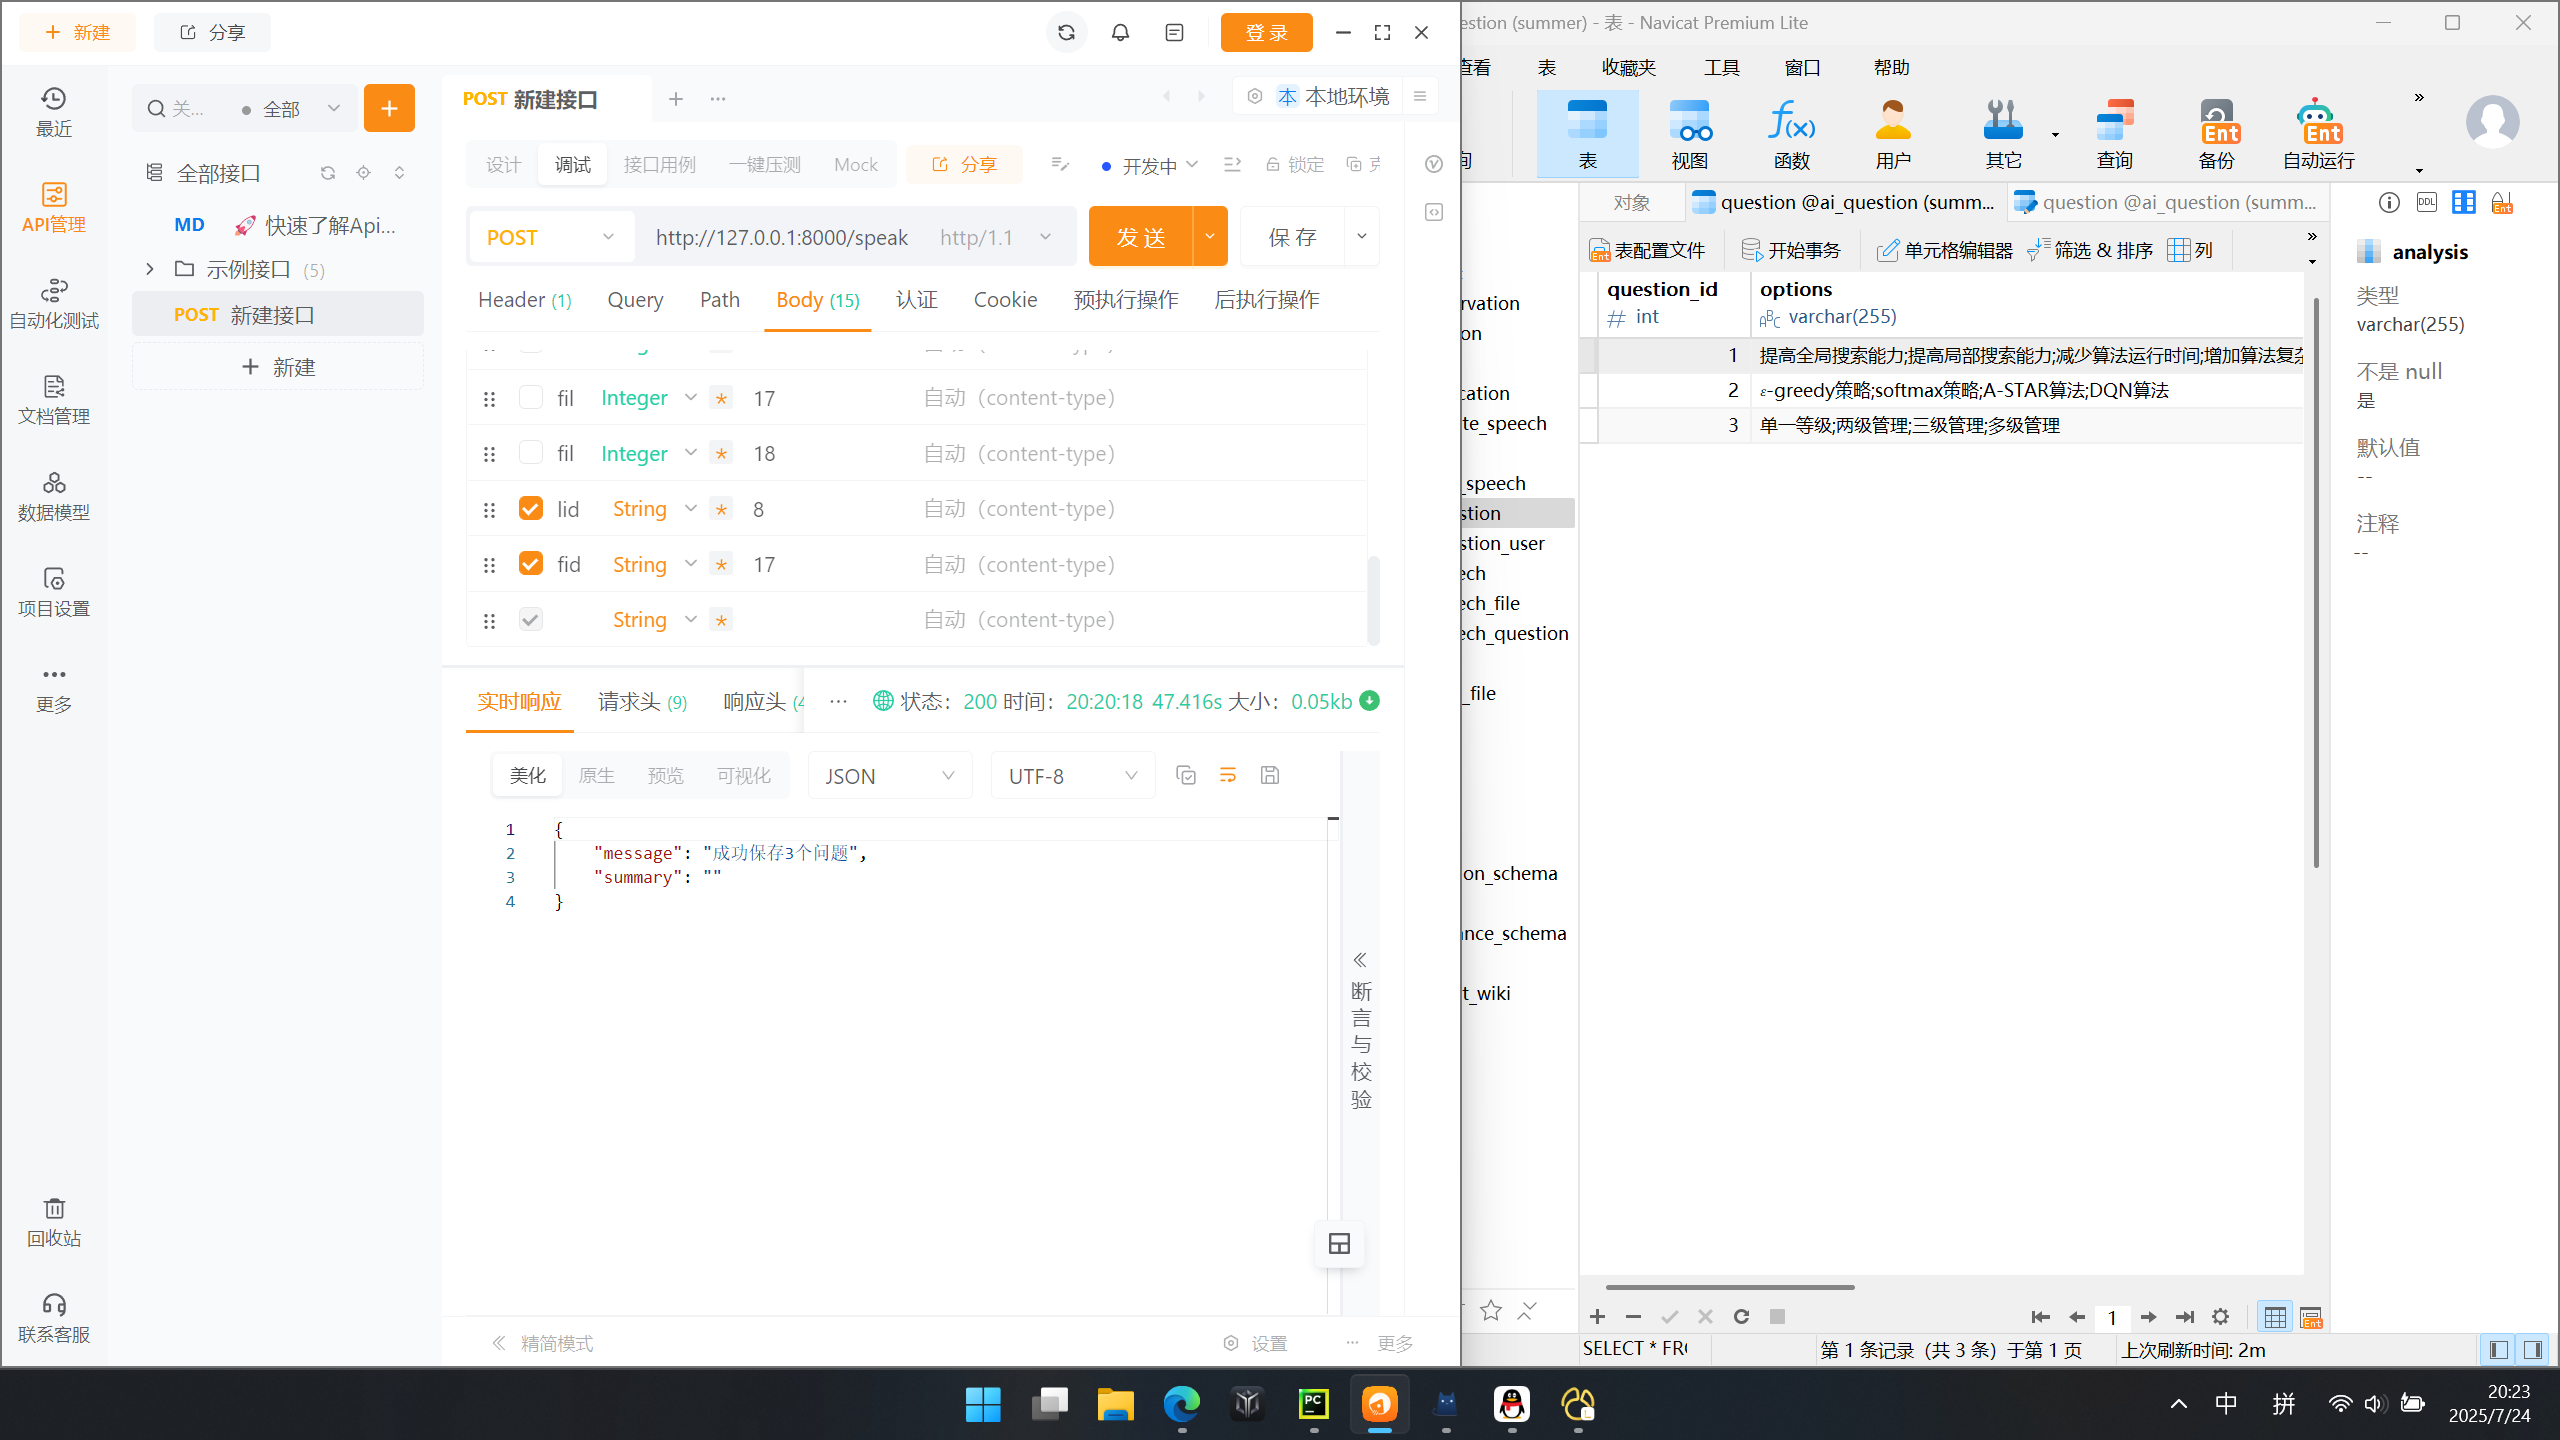 新建
分享
登 录
最近
API管理
自动化测试
文档管理
数据模型
项目设置
更多
回收站
联系客服
关...
全部
全部接口
MD 快速了解Api...
示例接口 (5)
POST 新建接口
新建
POST 新建接口
本 本地环境
设计 调试 接口用例 一键压测 Mock 分享 开发中 锁定
POST http://127.0.0.1:8000/speak http/1.1 发 送 保 存
Header (1) Query Path Body (15) 认证 Cookie 预执行操作 后执行操作
fil Integer * 17 自动（content-type）
fil Integer * 18 自动（content-type）
lid String * 8 自动（content-type）
fid String * 17 自动（content-type）
String * 自动（content-type）
实时响应 请求头 (9) 响应头 状态： 200 时间： 20:20:18 47.416s 大小： 0.05kb
美化 原生 预览 可视化 JSON UTF-8
1 {
2 "message": "成功保存3个问题",
3 "summary": ""
4 }
断言与校验
精简模式 设置 更多
estion (summer) - 表 - Navicat Premium Lite
查看 表 收藏夹 工具 窗口 帮助
表 视图 函数 用户 其它 查询 备份 自动运行
Ent Ent
对象 question @ai_question (summ... question @ai_question (summ...
DDL Ent
Ent 表配置文件 开始事务 单元格编辑器 筛选 & 排序 列
question_id options
# int ABC varchar(255)
1 提高全局搜索能力;提高局部搜索能力;减少算法运行时间;增加算法复杂
2 ε-greedy策略;softmax策略;A-STAR算法;DQN算法
3 单一等级;两级管理;三级管理;多级管理
rvation
on
cation
te_speech
_speech
stion
stion_user
ech
ech_file
ech_question
_file
on_schema
ance_schema
t_wiki
analysis
类型
varchar(255)
不是 null
是
默认值
--
注释
--
1
Ent
SELECT * FR
第 1 条记录（共 3 条）于第 1 页
上次刷新时间: 2m
PC
中 拼
20:23
2025/7/24